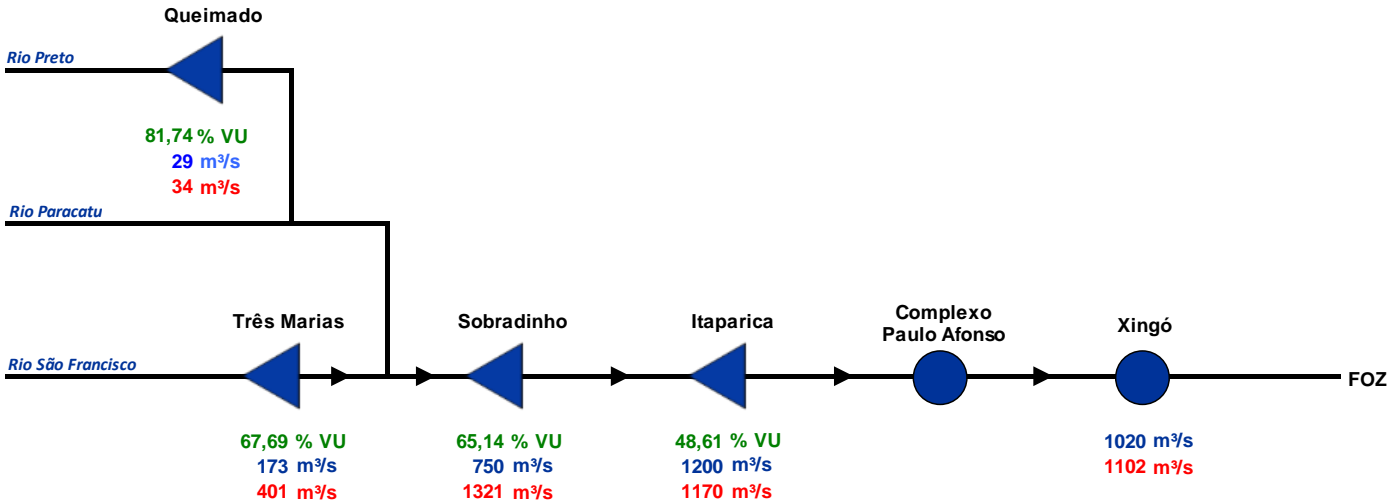 Queimado
Rio Preto
81,74 % VU
29 m³/s
34 m³/s
Rio Paracatu
Três Marias
Sobradinho
Itaparica
Complexo
Paulo Afonso
Xingó
Rio São Francisco
FOZ
67,69 % VU
173 m³/s
401 m³/s
65,14 % VU
750 m³/s
1321 m³/s
48,61 % VU
1200 m³/s
1170 m³/s
1020 m³/s
1102 m³/s